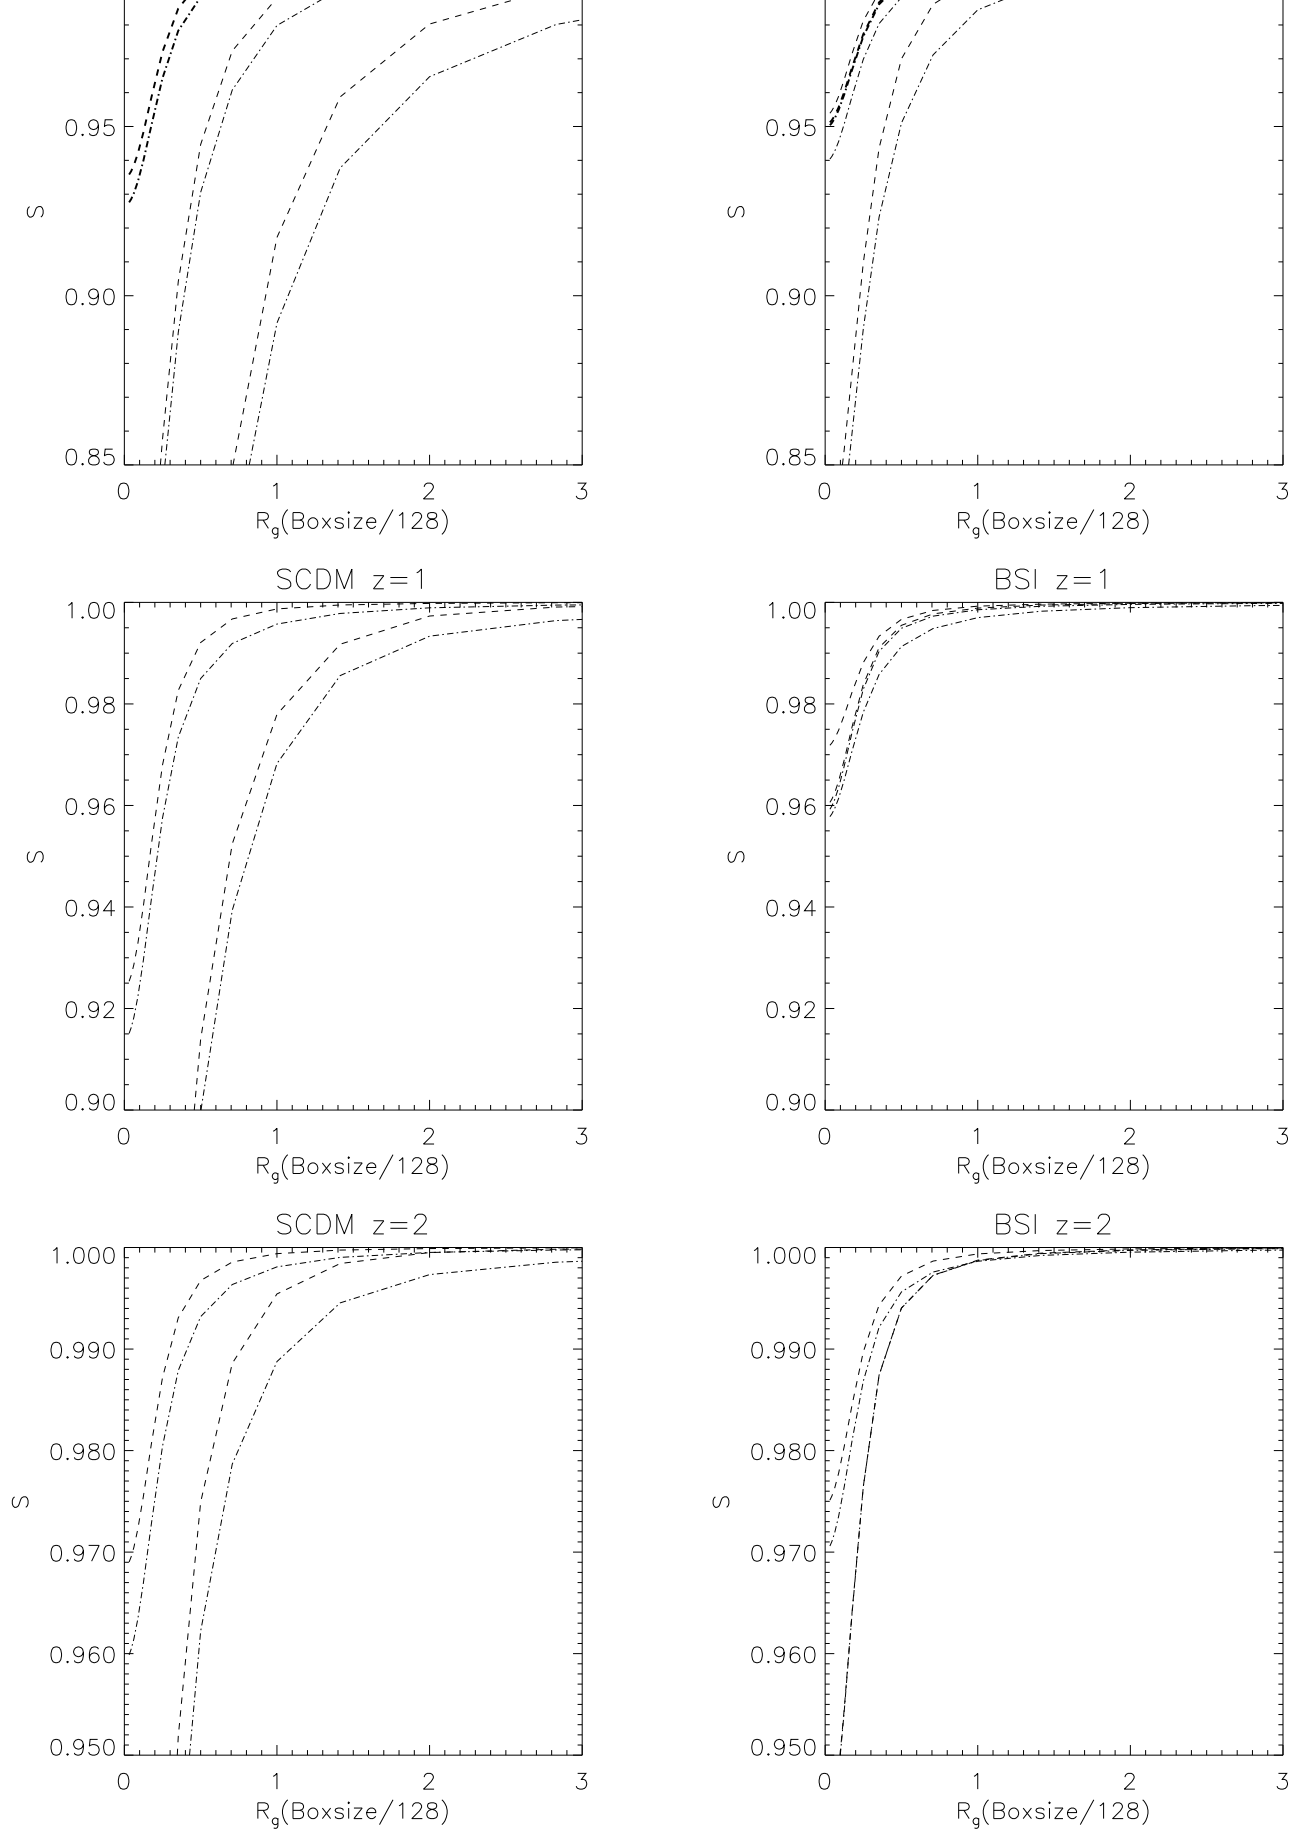 0.95
0.90
0.85
S
0 1 2 3
R_g(Boxsize/128)
0.95
0.90
0.85
S
0 1 2 3
R_g(Boxsize/128)
SCDM z=1
1.00
0.98
0.96
0.94
0.92
0.90
S
0 1 2 3
R_g(Boxsize/128)
BSI z=1
1.00
0.98
0.96
0.94
0.92
0.90
S
0 1 2 3
R_g(Boxsize/128)
SCDM z=2
1.000
0.990
0.980
0.970
0.960
0.950
S
0 1 2 3
R_g(Boxsize/128)
BSI z=2
1.000
0.990
0.980
0.970
0.960
0.950
S
0 1 2 3
R_g(Boxsize/128)